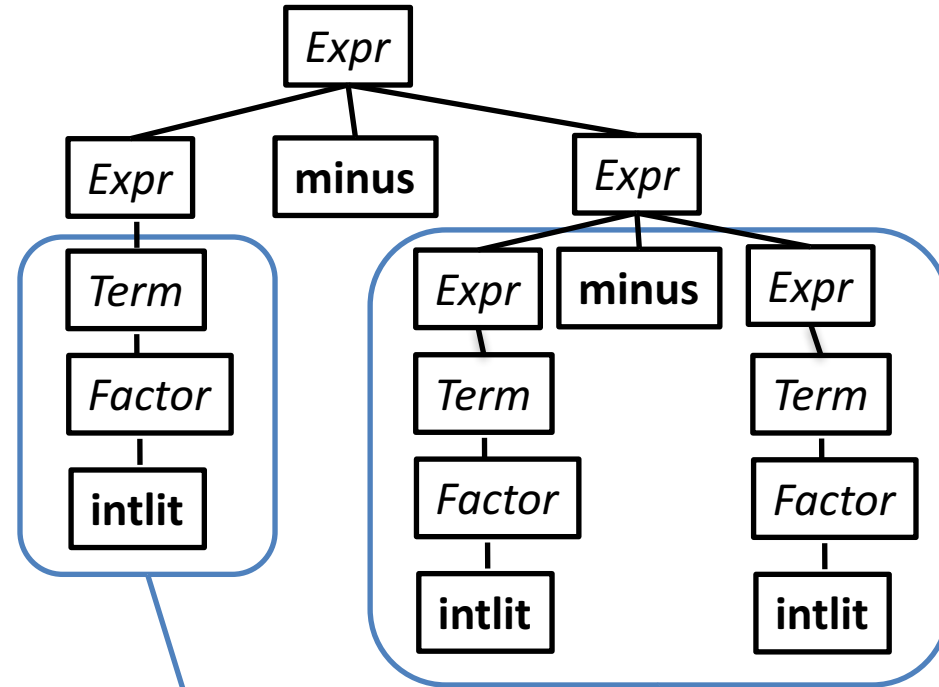 Expr
Expr minus Expr
Term Expr minus Expr
Factor Term Term
intlit Factor Factor
intlit intlit